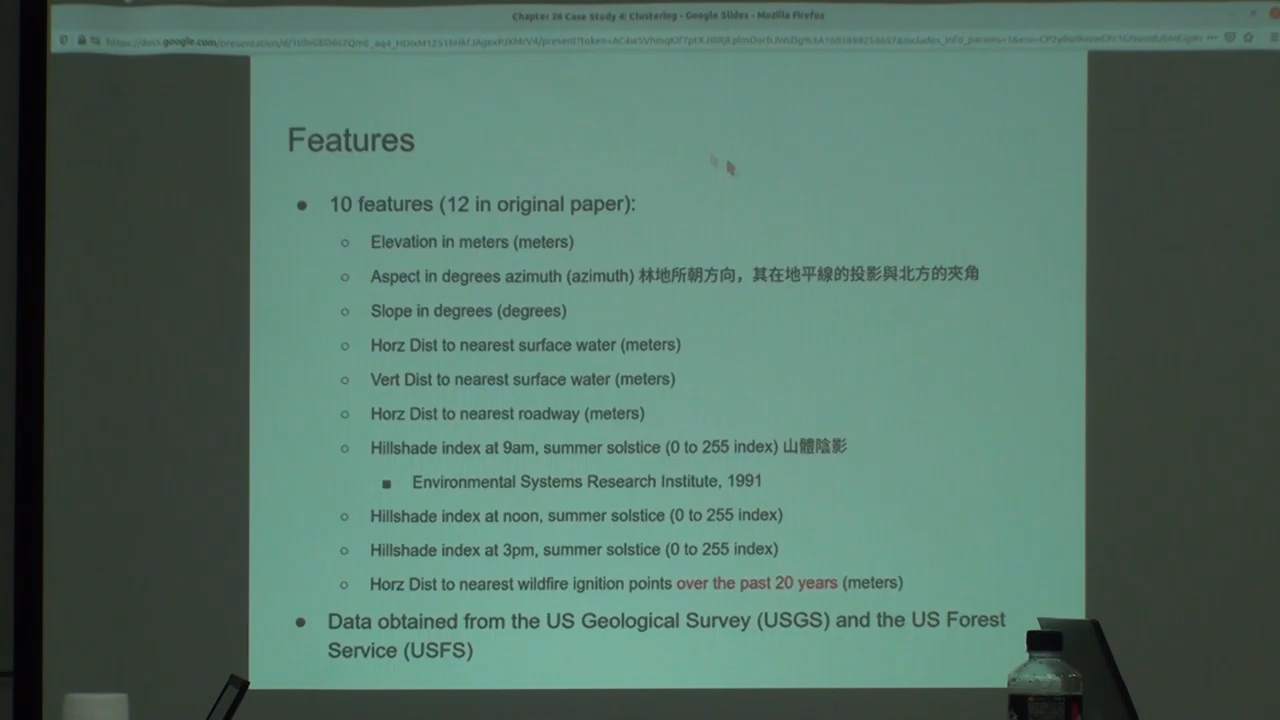 Chapter 26 Case Study 4: Clustering - Google Slides - Mozilla Firefox
Features
10 features (12 in original paper):
Elevation in meters (meters)
Aspect in degrees azimuth (azimuth) 林地所朝方向，其在地平線的投影與北方的夾角
Slope in degrees (degrees)
Horz Dist to nearest surface water (meters)
Vert Dist to nearest surface water (meters)
Horz Dist to nearest roadway (meters)
Hillshade index at 9am, summer solstice (0 to 255 index) 山體陰影
Environmental Systems Research Institute, 1991
Hillshade index at noon, summer solstice (0 to 255 index)
Hillshade index at 3pm, summer solstice (0 to 255 index)
Horz Dist to nearest wildfire ignition points over the past 20 years (meters)
Data obtained from the US Geological Survey (USGS) and the US Forest
Service (USFS)